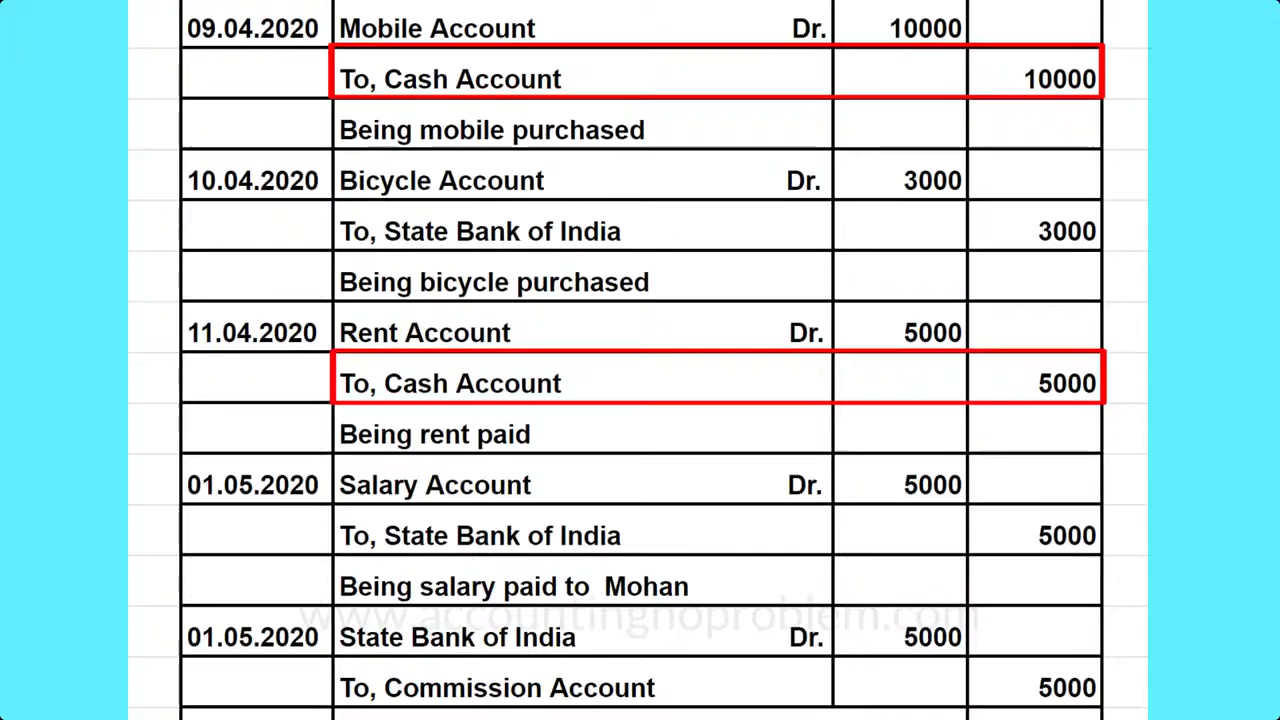 09.04.2020 Mobile Account Dr. 10000
To, Cash Account 10000
Being mobile purchased
10.04.2020 Bicycle Account Dr. 3000
To, State Bank of India 3000
Being bicycle purchased
11.04.2020 Rent Account Dr. 5000
To, Cash Account 5000
Being rent paid
01.05.2020 Salary Account Dr. 5000
To, State Bank of India 5000
Being salary paid to  Mohan
www.accountingnoproblem.com
01.05.2020 State Bank of India Dr. 5000
To, Commission Account 5000